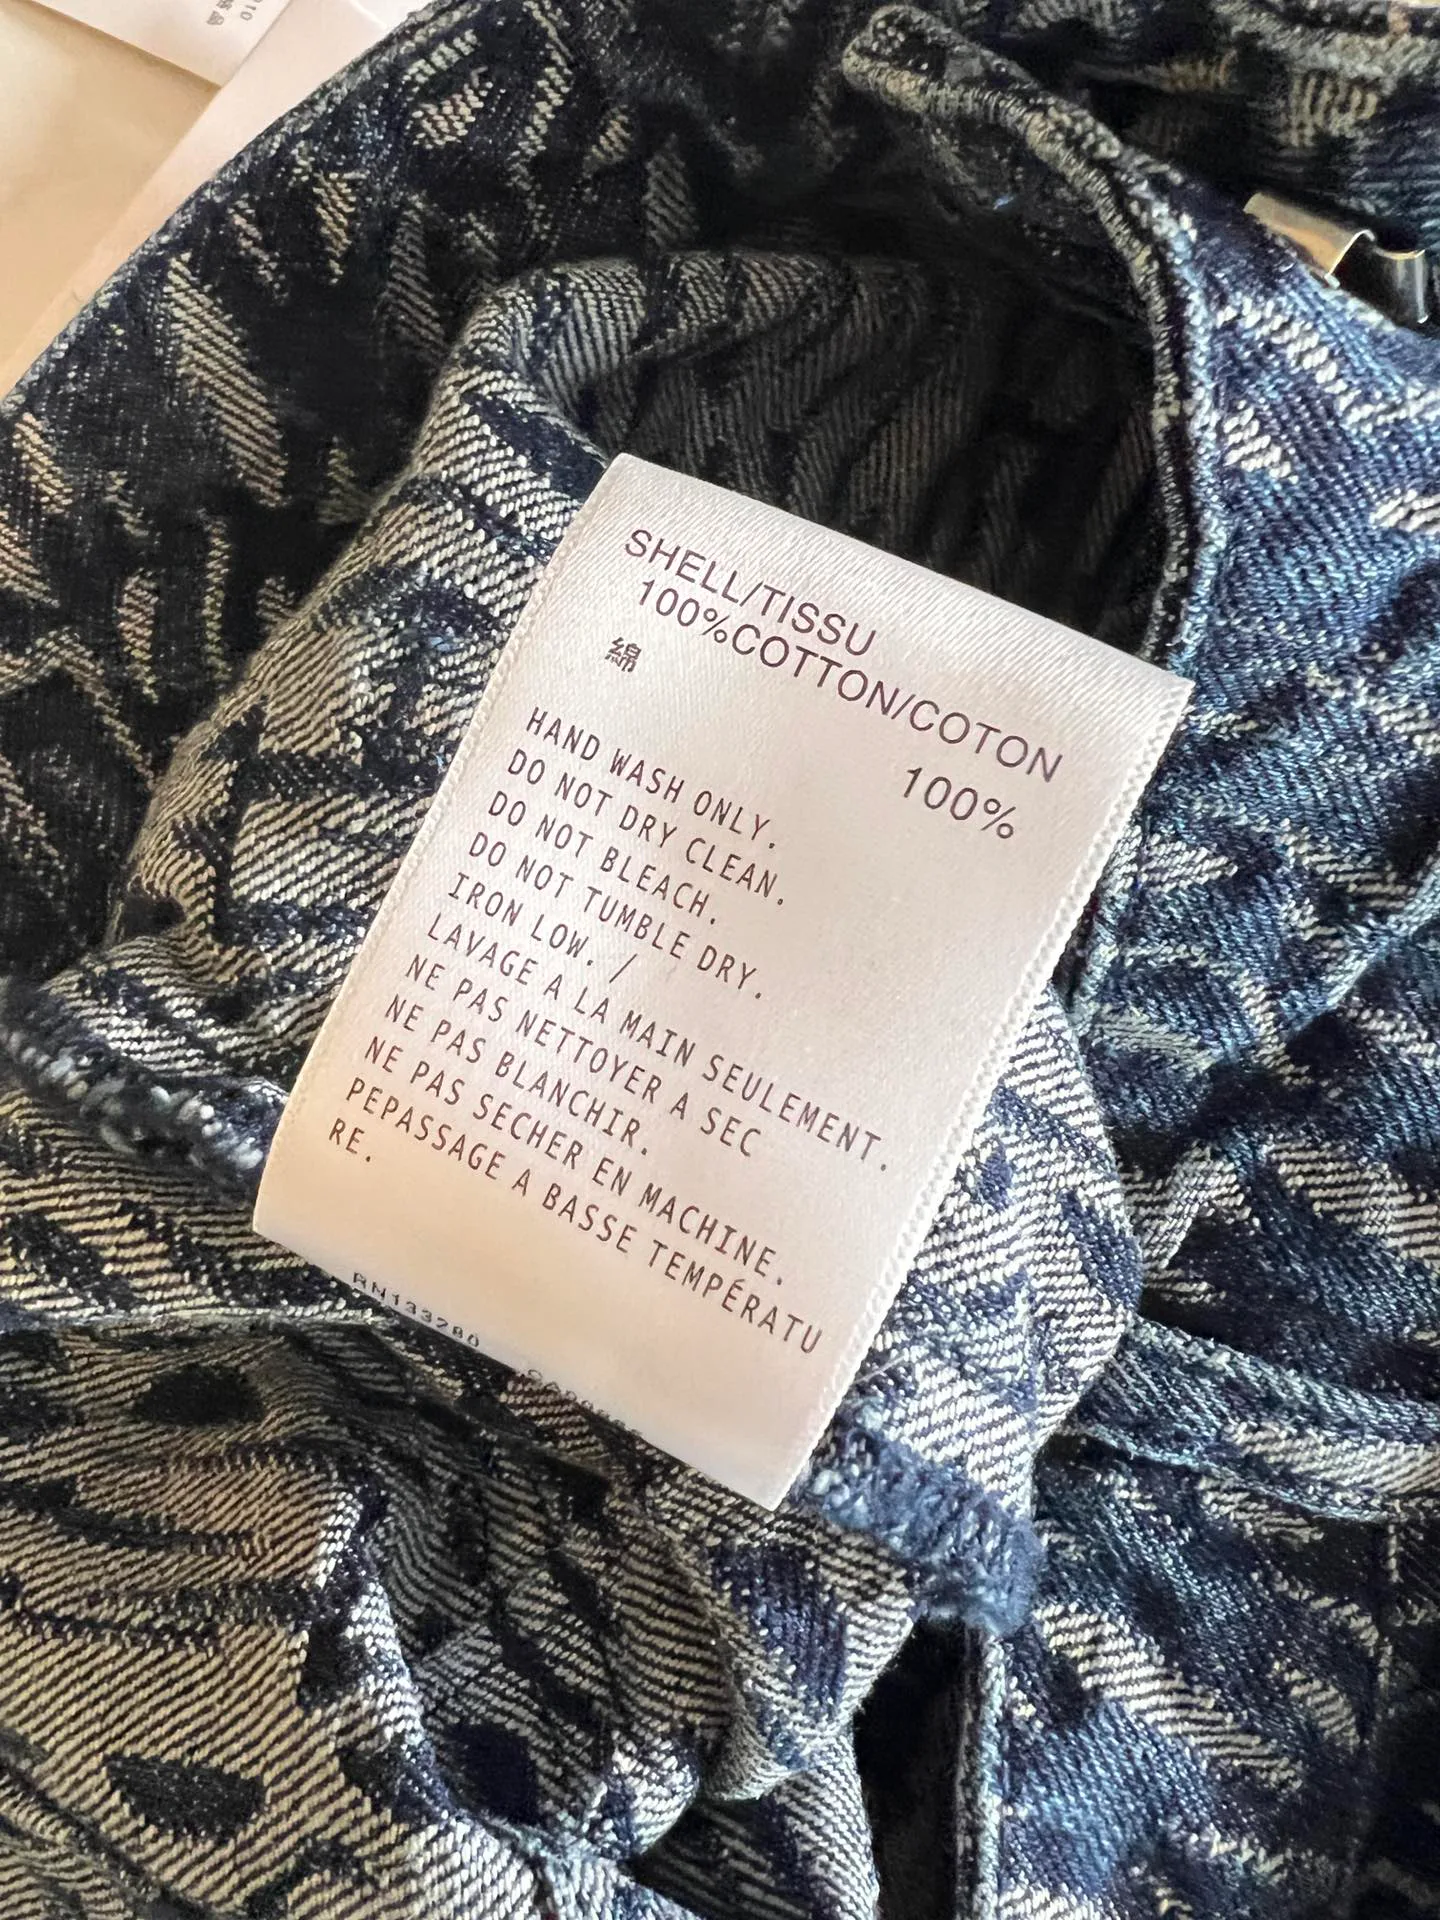 SHELL/TISSU
100%COTTON/COTON
綿 100%
HAND WASH ONLY.
DO NOT DRY CLEAN.
DO NOT BLEACH.
DO NOT TUMBLE DRY.
IRON LOW. /
LAVAGE A LA MAIN SEULEMENT.
NE PAS NETTOYER A SEC
NE PAS BLANCHIR.
NE PAS SECHER EN MACHINE.
PEPASSAGE A BASSE TEMPÉRATU
RE.
RN133280